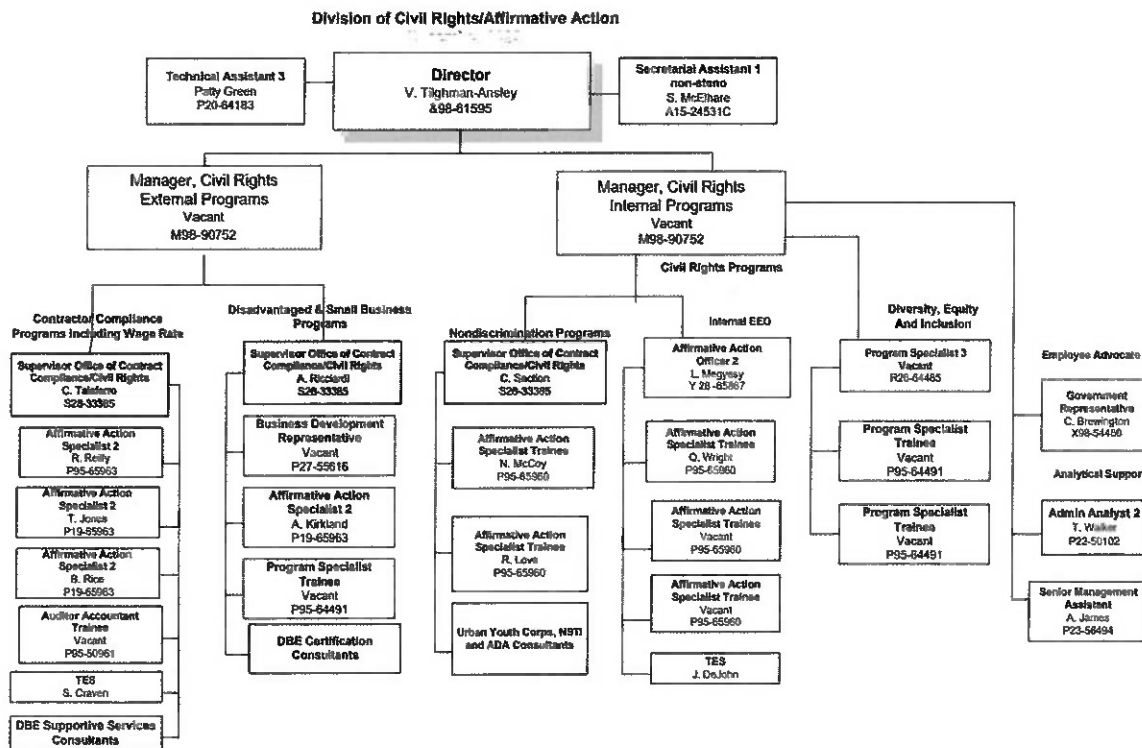 Division of Civil Rights/Affirmative Action
Technical Assistant 3
Patty Green
P20-64183
Director
V. Tilghman-Ansley
&98-61595
Secretarial Assistant 1
non-steno
S. McElhare
A15-24531C
Manager, Civil Rights
External Programs
Vacant
M98-90752
Manager, Civil Rights
Internal Programs
Vacant
M98-90752
Civil Rights Programs
Contractor Compliance
Programs Including Wage Rate
Supervisor Office of Contract
Compliance/Civil Rights
C. Taliaferro
S28-33385
Affirmative Action
Specialist 2
R. Reilly
P95-65963
Affirmative Action
Specialist 2
T. Jones
P19-65963
Affirmative Action
Specialist 2
B. Rice
P19-65963
Auditor Accountant
Trainee
Vacant
P95-50961
TES
S. Craven
DBE Supportive Services
Consultants
Disadvantaged & Small Business
Programs
Supervisor Office of Contract
Compliance/Civil Rights
A. Ricciardi
S28-33385
Business Development
Representative
Vacant
P27-55616
Affirmative Action
Specialist 2
A. Kirkland
P19-65963
Program Specialist
Trainee
Vacant
P95-64491
DBE Certification
Consultants
Nondiscrimination Programs
Supervisor Office of Contract
Compliance/Civil Rights
C. Saction
S28-33385
Affirmative Action
Specialist Trainee
N. McCoy
P95-65960
Affirmative Action
Specialist Trainee
R. Love
P95-65960
Urban Youth Corps, NSTI
and ADA Consultants
Internal EEO
Affirmative Action
Officer 2
L. Megyesy
Y 28 -65867
Affirmative Action
Specialist Trainee
Q. Wright
P95-65960
Affirmative Action
Specialist Trainee
Vacant
P95-65960
Affirmative Action
Specialist Trainee
Vacant
P95-65960
TES
J. DeJohn
Diversity, Equity
And Inclusion
Program Specialist 3
Vacant
R26-64485
Program Specialist
Trainee
Vacant
P95-64491
Program Specialist
Trainee
Vacant
P95-64491
Employee Advocate
Government
Representative
C. Brewington
X98-54480
Analytical Support
Admin Analyst 2
T. Walker
P23-50102
Senior Management
Assistant
A. James
P23-56494